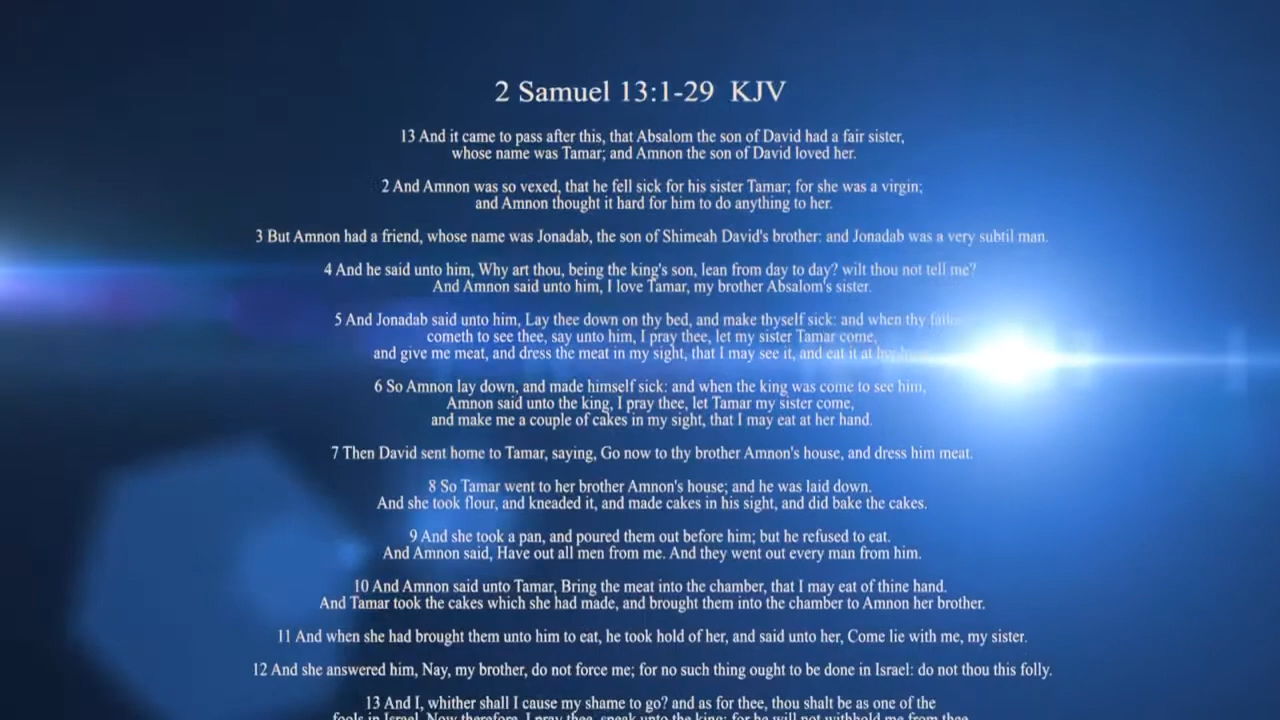 2 Samuel 13:1-29 KJV
13 And it came to pass after this, that Absalom the son of David had a fair sister,
whose name was Tamar; and Amnon the son of David loved her.
2 And Amnon was so vexed, that he fell sick for his sister Tamar; for she was a virgin;
and Amnon thought it hard for him to do anything to her.
3 But Amnon had a friend, whose name was Jonadab, the son of Shimeah David's brother: and Jonadab was a very subtil man.
4 And he said unto him, Why art thou, being the king's son, lean from day to day? wilt thou not tell me?
And Amnon said unto him, I love Tamar, my brother Absalom's sister.
5 And Jonadab said unto him, Lay thee down on thy bed, and make thyself sick: and when thy
cometh to see thee, say unto him, I pray thee, let my sister Tamar come,
and give me meat, and dress the meat in my sight, that I may see it, and eat it at
6 So Amnon lay down, and made himself sick: and when the king was come to see him,
Amnon said unto the king, I pray thee, let Tamar my sister come,
and make me a couple of cakes in my sight, that I may eat at her hand.
7 Then David sent home to Tamar, saying, Go now to thy brother Amnon's house, and dress him meat.
8 So Tamar went to her brother Amnon's house; and he was laid down.
And she took flour, and kneaded it, and made cakes in his sight, and did bake the cakes.
9 And she took a pan, and poured them out before him; but he refused to eat.
And Amnon said, Have out all men from me. And they went out every man from him.
10 And Amnon said unto Tamar, Bring the meat into the chamber, that I may eat of thine hand.
And Tamar took the cakes which she had made, and brought them into the chamber to Amnon her brother.
11 And when she had brought them unto him to eat, he took hold of her, and said unto her, Come lie with me, my sister.
12 And she answered him, Nay, my brother, do not force me; for no such thing ought to be done in Israel: do not thou this folly.
13 And I, whither shall I cause my shame to go? and as for thee, thou shalt be as one of the
fools in Israel. Now therefore, I pray thee, speak unto the king; for he will not withhold me from thee.